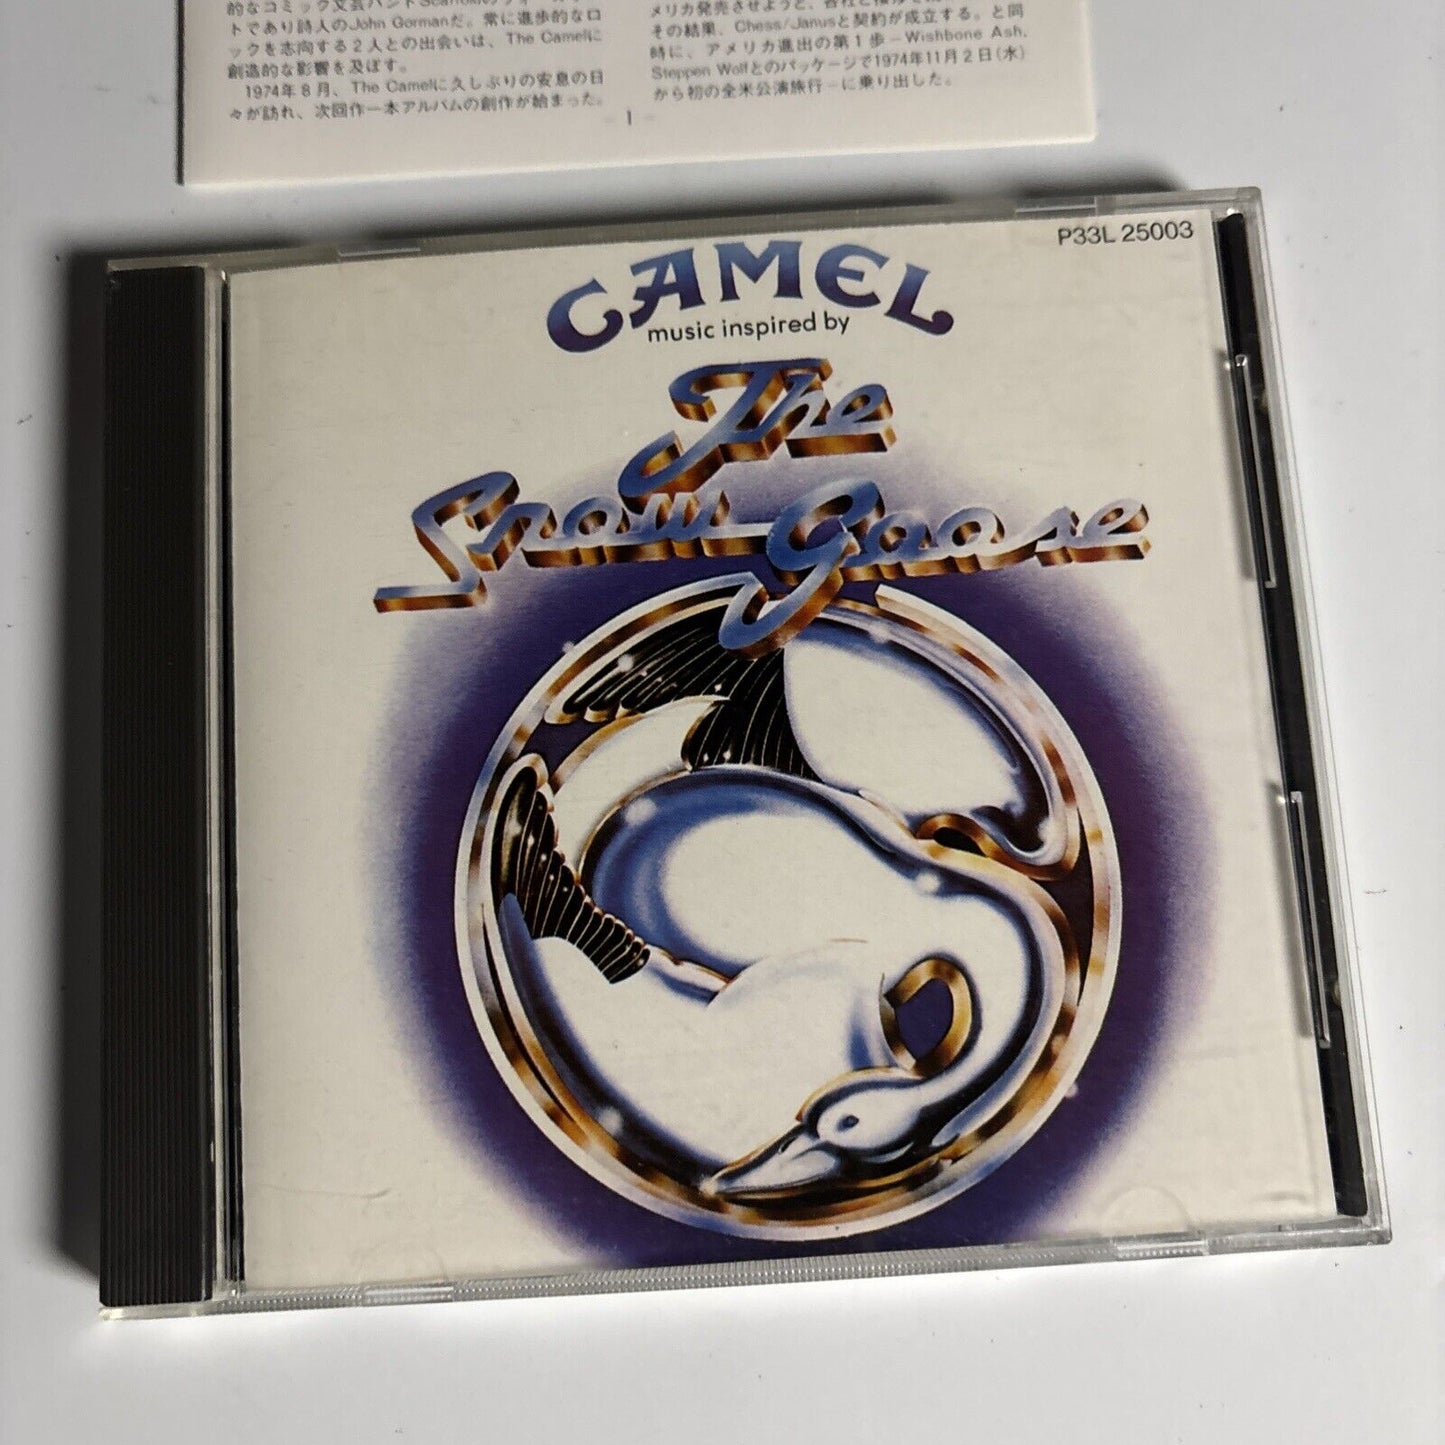 的なコミック文芸バンドScaffoldのフォ
トであり詩人のJohn Gormanだ。常に進歩的なロ
ックを志向する2人との出会いは、The Camelに
創造的な影響を及ぼす。
1974年8月、The Camelに久しぶりの安息の日
々が訪れ、次回作一本アルバムの創作が始まった。
メリカ発売させようと、各社と接
その結果、Chess/Janusと契約が成立する。と同
時に、アメリカ進出の第1歩－Wishbone Ash,
Steppen Wolfとのパッケージで1974年11月2日(水)
から初の全米公演旅行－に乗り出した。
- 1 -
P33L 25003
CAMEL
music inspired by
The
Snow Goose